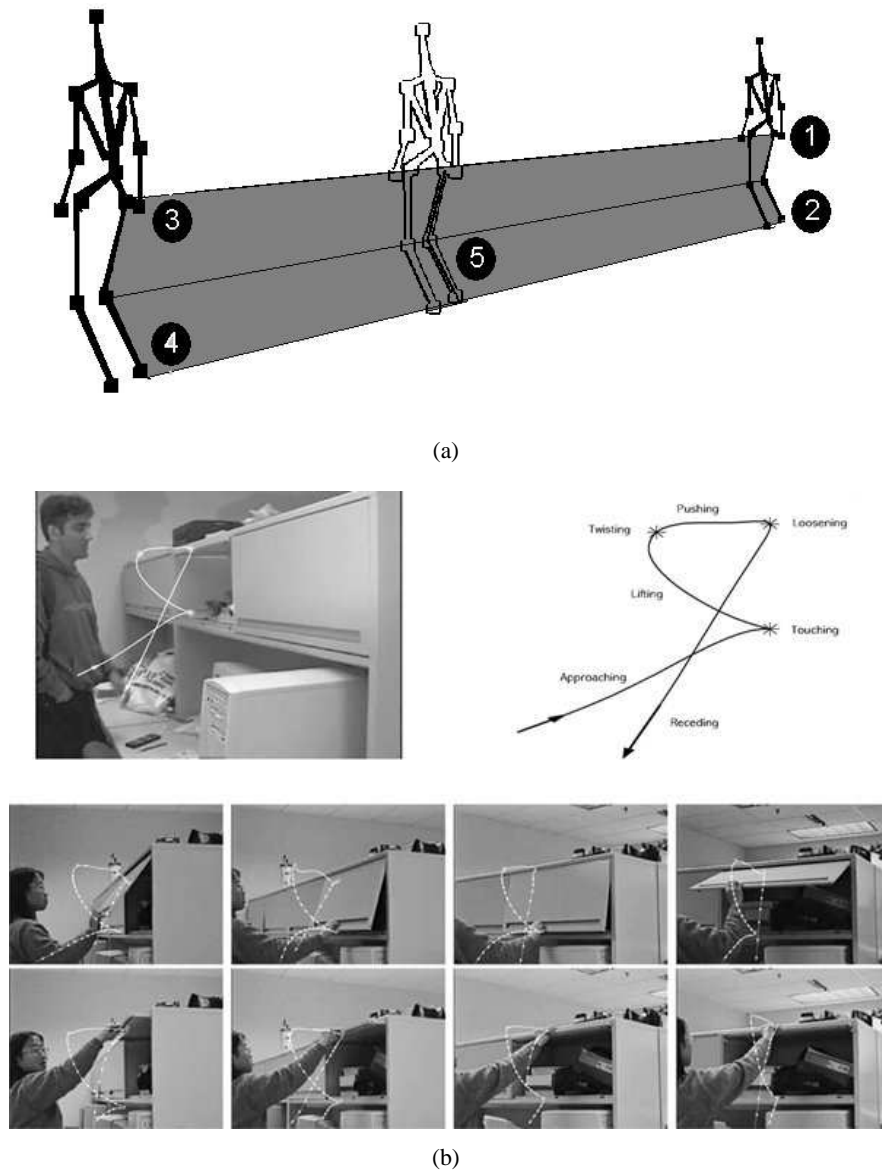 1
2
3
5
4
(a)
Pushing
Twisting
Loosening
Lifting
Touching
Approaching
Receding
(b)